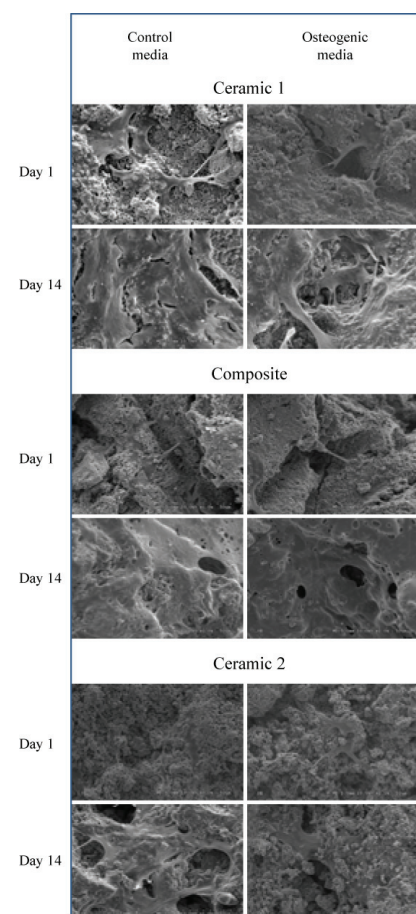 Control media
Osteogenic media
Ceramic 1
Day 1
Day 14
Composite
Day 1
Day 14
Ceramic 2
Day 1
Day 14